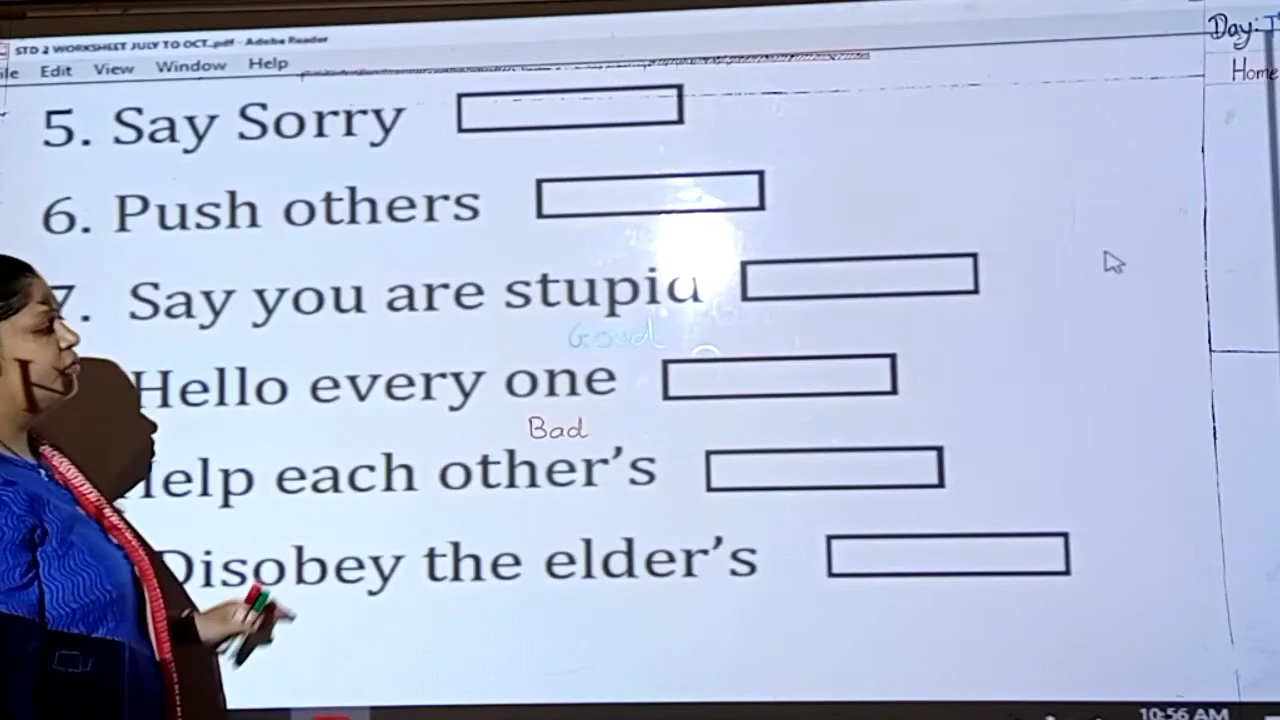 STD 2 WORKSHEET JULY TO OCT..pdf - Adobe Reader
Edit View Window Help
Day:
Home
5. Say Sorry
6. Push others
7. Say you are stupid
Good
Hello every one
Bad
Help each other's
Disobey the elder's
10:56 AM